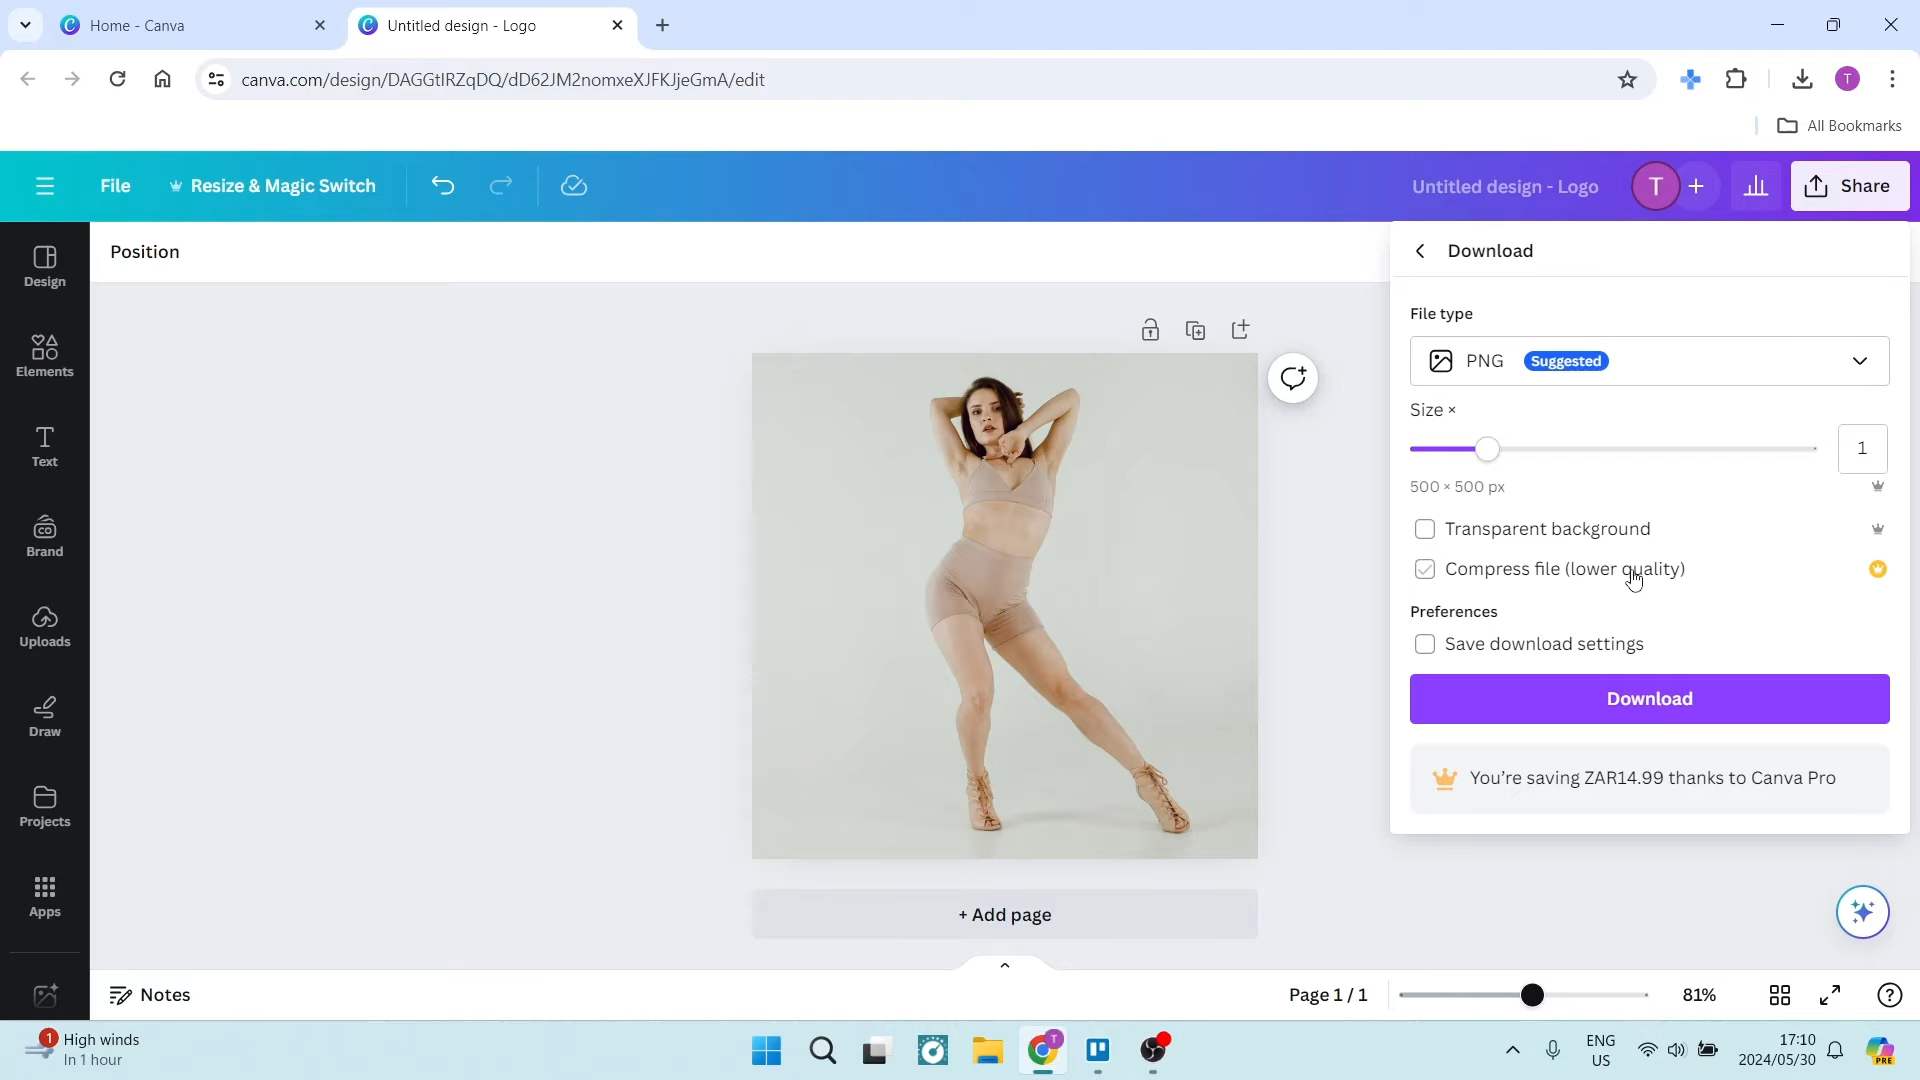 Home - Canva
Untitled design - Logo
canva.com/design/DAGGtIRZqDQ/dD62JM2nomxeXJFKJjeGmA/edit
T
All Bookmarks
File
Resize & Magic Switch
Untitled design - Logo
T
Share
Position
Download
Design
Elements
Text
Brand
Uploads
Draw
Projects
Apps
File type
PNG
Suggested
Size ×
1
500 × 500 px
Transparent background
Compress file (lower quality)
Preferences
Save download settings
Download
You're saving ZAR14.99 thanks to Canva Pro
+ Add page
Notes
Page 1 / 1
81%
1
High winds
In 1 hour
T
ENG
US
17:10
2024/05/30
PRE